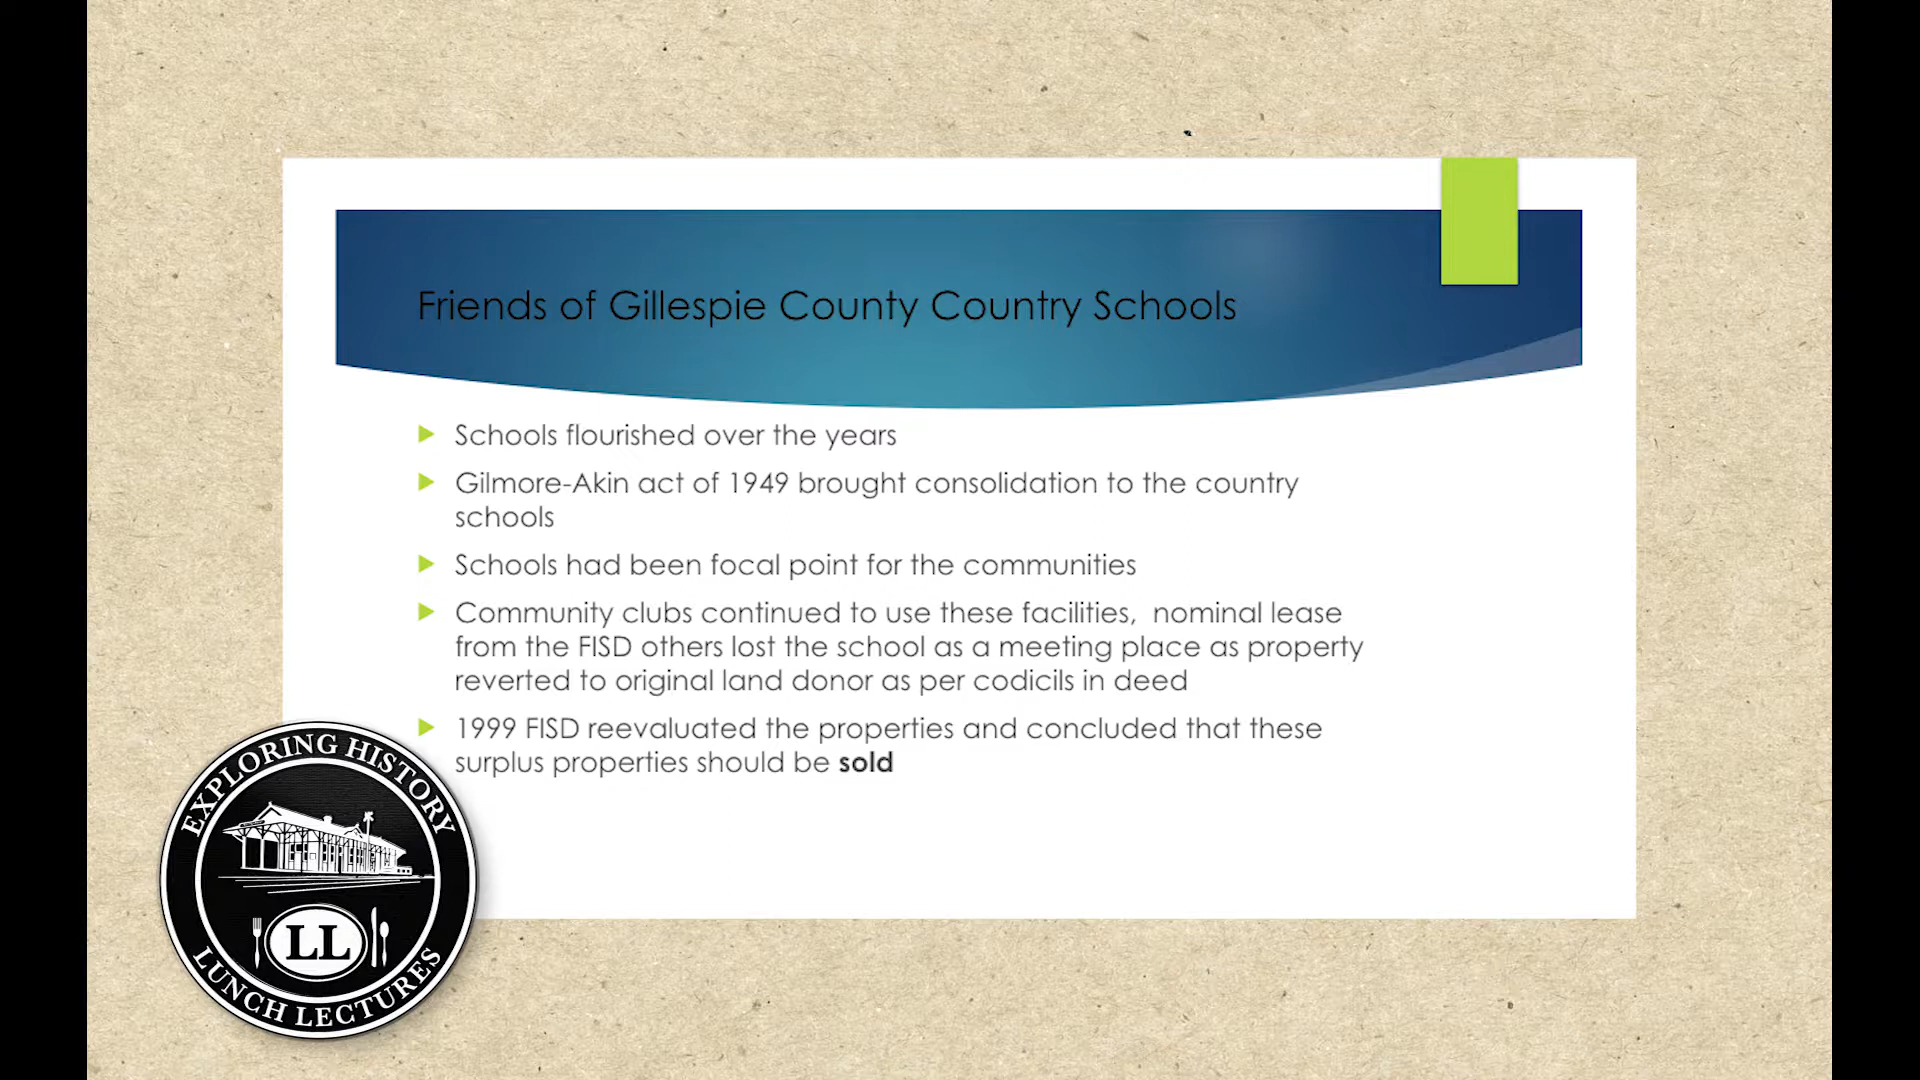 Friends of Gillespie County Country Schools
Schools flourished over the years
Gilmore-Akin act of 1949 brought consolidation to the country
schools
Schools had been focal point for the communities
Community clubs continued to use these facilities, nominal lease
from the FISD others lost the school as a meeting place as property
reverted to original land donor as per codicils in deed
1999 FISD reevaluated the properties and concluded that these
surplus properties should be sold
EXPLORING HISTORY
LL
LUNCH LECTURES